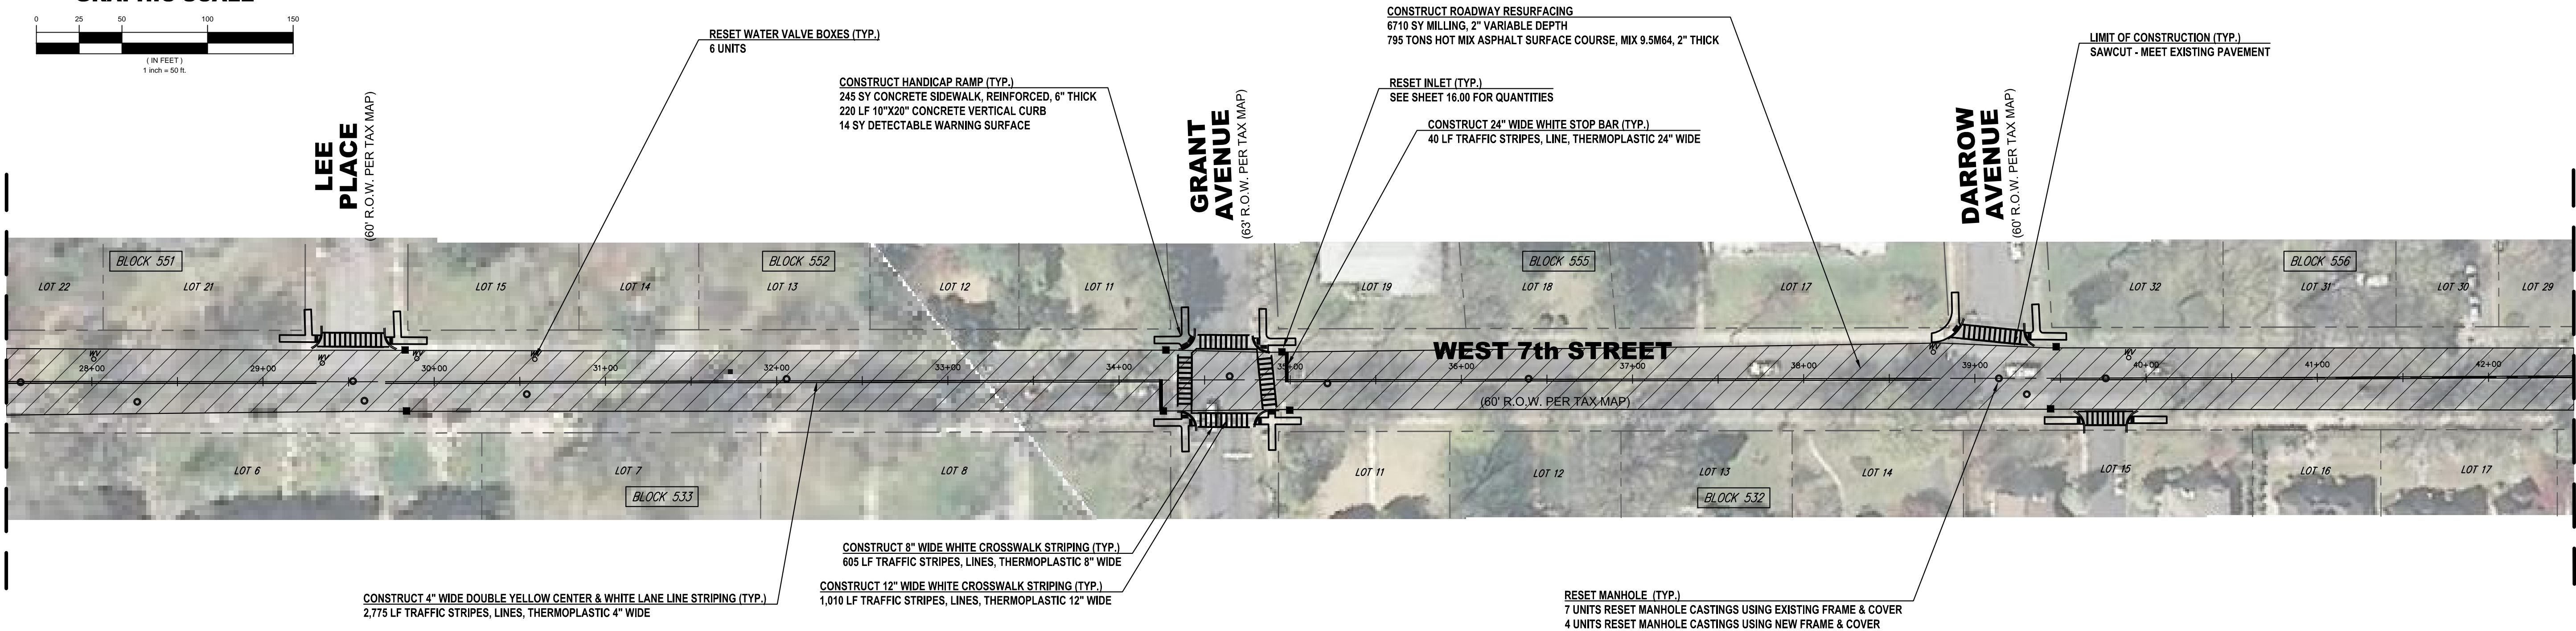 GRAPHIC SCALE
0 25 50 100 150
( IN FEET )
1 inch = 50 ft.
RESET WATER VALVE BOXES (TYP.)
6 UNITS
CONSTRUCT HANDICAP RAMP (TYP.)
245 SY CONCRETE SIDEWALK, REINFORCED, 6" THICK
220 LF 10"X20" CONCRETE VERTICAL CURB
14 SY DETECTABLE WARNING SURFACE
CONSTRUCT ROADWAY RESURFACING
6710 SY MILLING, 2" VARIABLE DEPTH
795 TONS HOT MIX ASPHALT SURFACE COURSE, MIX 9.5M64, 2" THICK
RESET INLET (TYP.)
SEE SHEET 16.00 FOR QUANTITIES
CONSTRUCT 24" WIDE WHITE STOP BAR (TYP.)
40 LF TRAFFIC STRIPES, LINE, THERMOPLASTIC 24" WIDE
LIMIT OF CONSTRUCTION (TYP.)
SAWCUT - MEET EXISTING PAVEMENT
LEE
PLACE
(60' R.O.W. PER TAX MAP)
GRANT
AVENUE
(63' R.O.W. PER TAX MAP)
DARROW
AVENUE
(60' R.O.W. PER TAX MAP)
BLOCK 551
BLOCK 552
BLOCK 555
BLOCK 556
LOT 22
LOT 21
LOT 15
LOT 14
LOT 13
LOT 12
LOT 11
LOT 19
LOT 18
LOT 17
LOT 32
LOT 31
LOT 30
LOT 29
WV
WV
WV
WV
WV
WV
WEST 7th STREET
28+00
29+00
30+00
31+00
32+00
33+00
34+00
35+00
36+00
37+00
38+00
39+00
40+00
41+00
42+00
(60' R.O.W. PER TAX MAP)
LOT 6
LOT 7
LOT 8
LOT 11
LOT 12
LOT 13
LOT 14
LOT 15
LOT 16
LOT 17
BLOCK 533
BLOCK 532
CONSTRUCT 8" WIDE WHITE CROSSWALK STRIPING (TYP.)
605 LF TRAFFIC STRIPES, LINES, THERMOPLASTIC 8" WIDE
CONSTRUCT 12" WIDE WHITE CROSSWALK STRIPING (TYP.)
1,010 LF TRAFFIC STRIPES, LINES, THERMOPLASTIC 12" WIDE
CONSTRUCT 4" WIDE DOUBLE YELLOW CENTER & WHITE LANE LINE STRIPING (TYP.)
2,775 LF TRAFFIC STRIPES, LINES, THERMOPLASTIC 4" WIDE
RESET MANHOLE (TYP.)
7 UNITS RESET MANHOLE CASTINGS USING EXISTING FRAME & COVER
4 UNITS RESET MANHOLE CASTINGS USING NEW FRAME & COVER